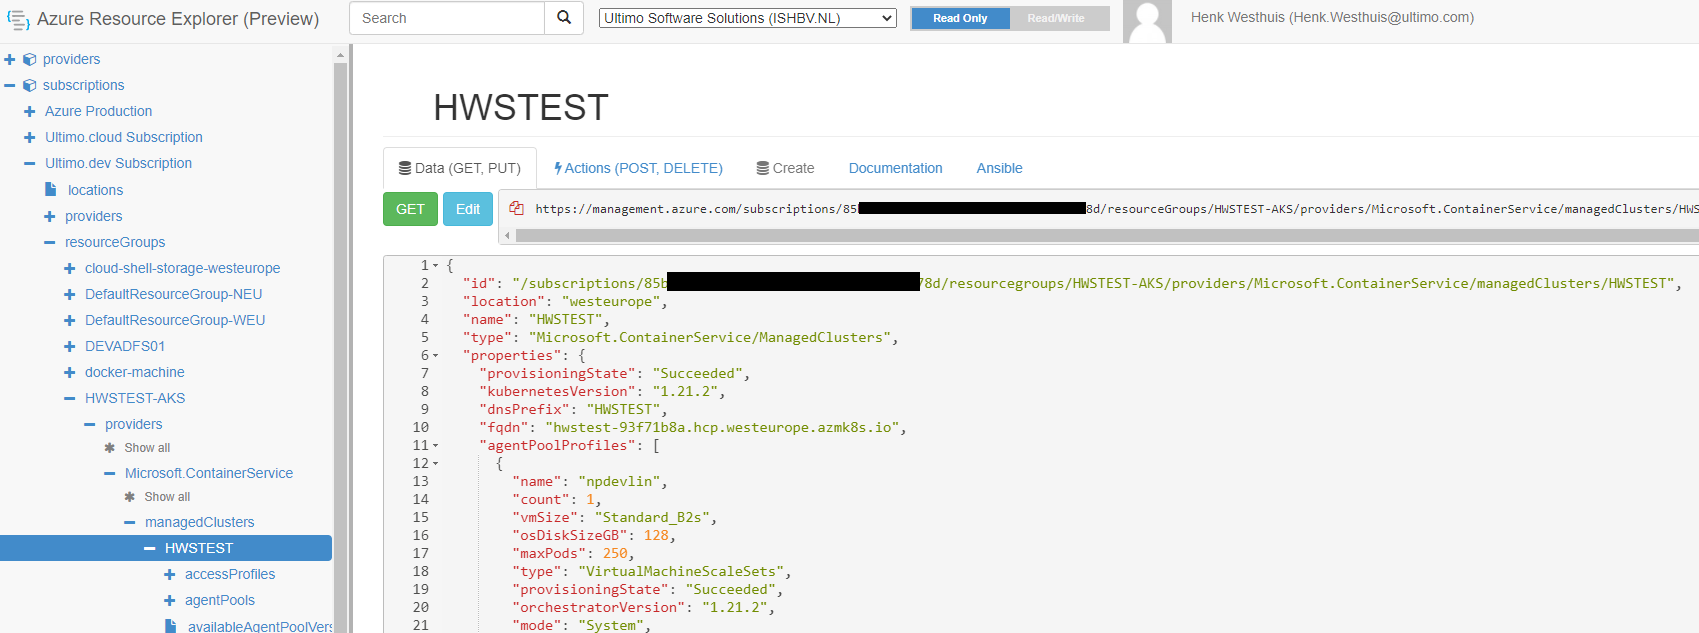 Azure Resource Explorer (Preview)
Search
Ultimo Software Solutions (ISHBV.NL)
Read Only
Read/Write
Henk Westhuis (Henk.Westhuis@ultimo.com)
providers
subscriptions
Azure Production
Ultimo.cloud Subscription
Ultimo.dev Subscription
locations
providers
resourceGroups
cloud-shell-storage-westeurope
DefaultResourceGroup-NEU
DefaultResourceGroup-WEU
DEVADFS01
docker-machine
HWSTEST-AKS
providers
Show all
Microsoft.ContainerService
Show all
managedClusters
HWSTEST
accessProfiles
agentPools
availableAgentPoolVers
HWSTEST
Data (GET, PUT)
Actions (POST, DELETE)
Create
Documentation
Ansible
GET
Edit
https://management.azure.com/subscriptions/85 8d/resourceGroups/HWSTEST-AKS/providers/Microsoft.ContainerService/managedClusters/HWS
1 {
2 "id": "/subscriptions/85b 78d/resourcegroups/HWSTEST-AKS/providers/Microsoft.ContainerService/managedClusters/HWSTEST",
3 "location": "westeurope",
4 "name": "HWSTEST",
5 "type": "Microsoft.ContainerService/ManagedClusters",
6 "properties": {
7 "provisioningState": "Succeeded",
8 "kubernetesVersion": "1.21.2",
9 "dnsPrefix": "HWSTEST",
10 "fqdn": "hwstest-93f71b8a.hcp.westeurope.azmk8s.io",
11 "agentPoolProfiles": [
12 {
13 "name": "npdevlin",
14 "count": 1,
15 "vmSize": "Standard_B2s",
16 "osDiskSizeGB": 128,
17 "maxPods": 250,
18 "type": "VirtualMachineScaleSets",
19 "provisioningState": "Succeeded",
20 "orchestratorVersion": "1.21.2",
21 "mode": "System",